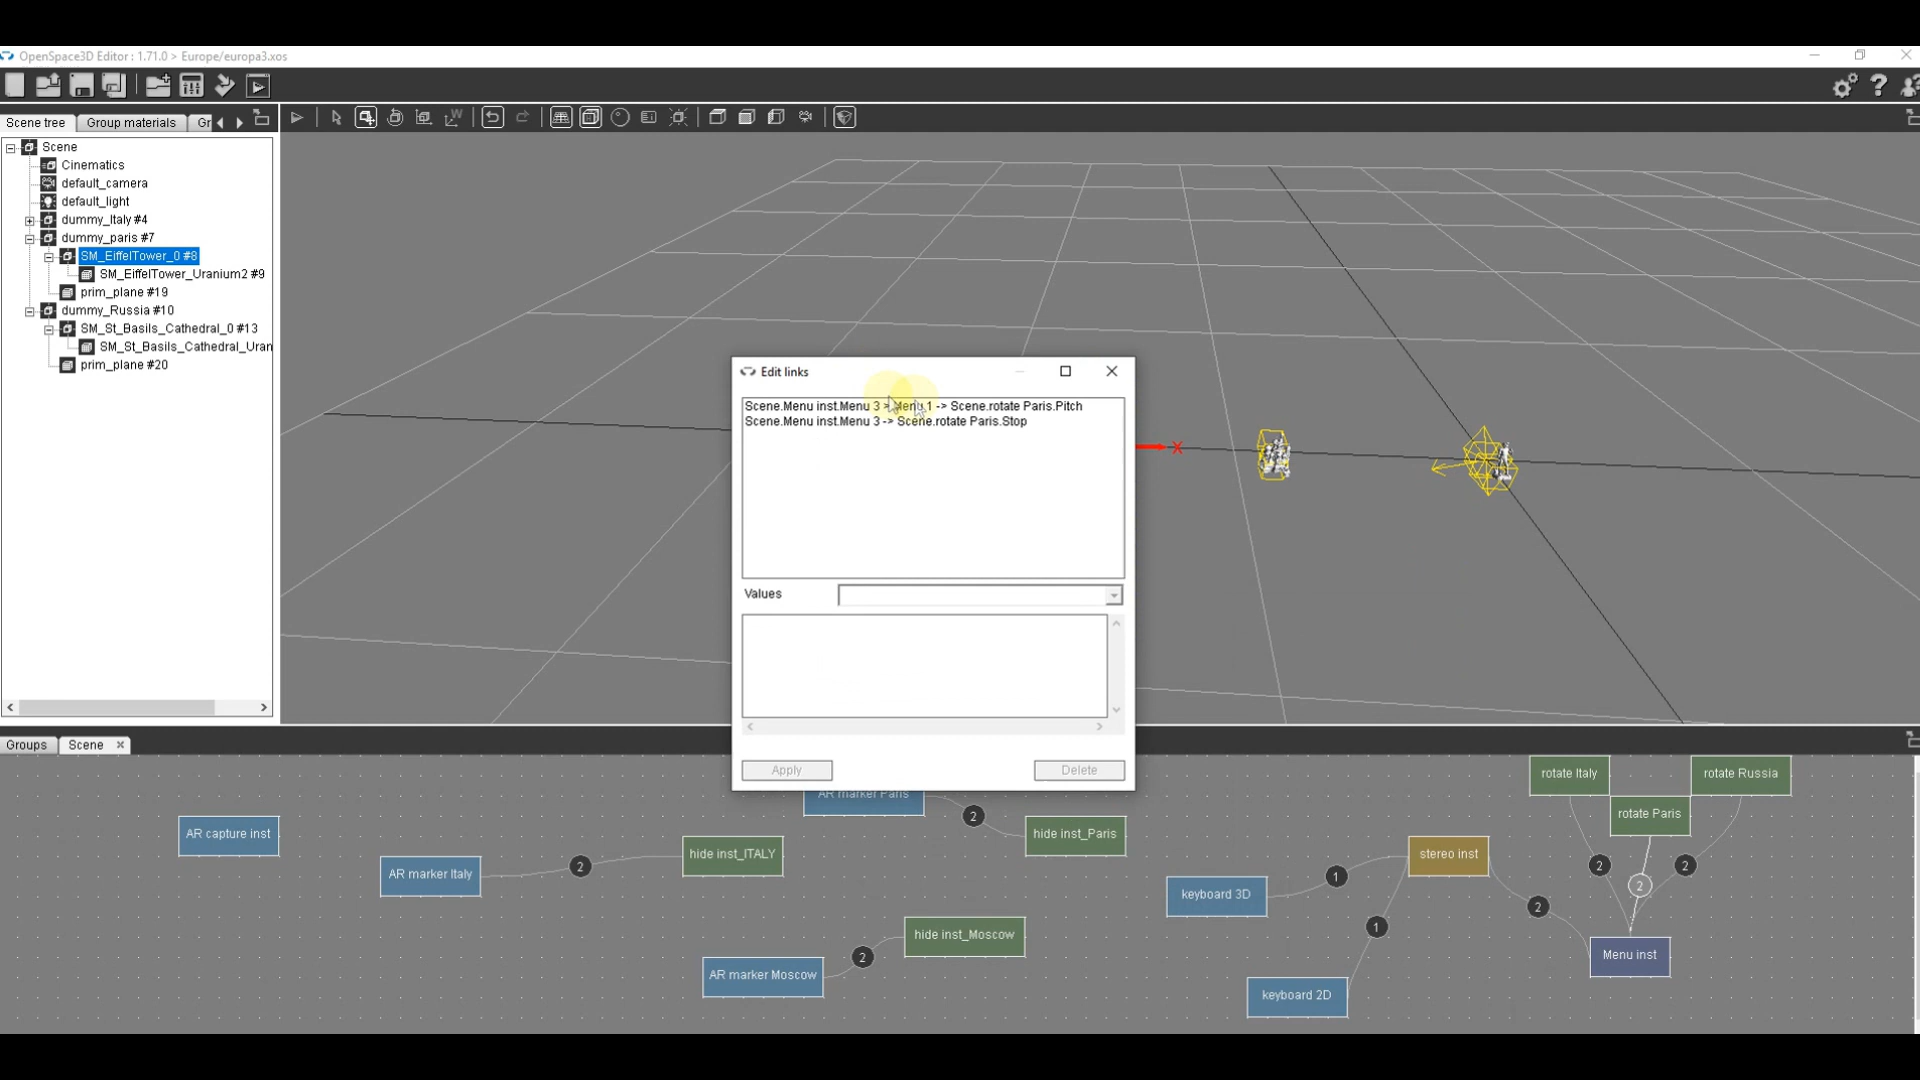 OpenSpace3D Editor : 1.71.0 > Europe/europa3.xos
Scene tree
Group materials
Gr
Scene
Cinematics
default_camera
default_light
dummy_Italy #4
dummy_paris #7
SM_EiffelTower_0 #8
SM_EiffelTower_Uranium2 #9
prim_plane #19
dummy_Russia #10
SM_St_Basils_Cathedral_0 #13
SM_St_Basils_Cathedral_Uran
prim_plane #20
Edit links
Scene.Menu inst.Menu 3 > Menu 1 -> Scene.rotate Paris.Pitch
Scene.Menu inst.Menu 3 -> Scene.rotate Paris.Stop
Values
Apply
Delete
X
Groups
Scene
AR capture inst
AR marker Italy
2
hide inst_ITALY
AR marker Paris
2
hide inst_Paris
AR marker Moscow
2
hide inst_Moscow
keyboard 3D
1
keyboard 2D
1
stereo inst
2
rotate Italy
rotate Russia
rotate Paris
2
2
2
Menu inst